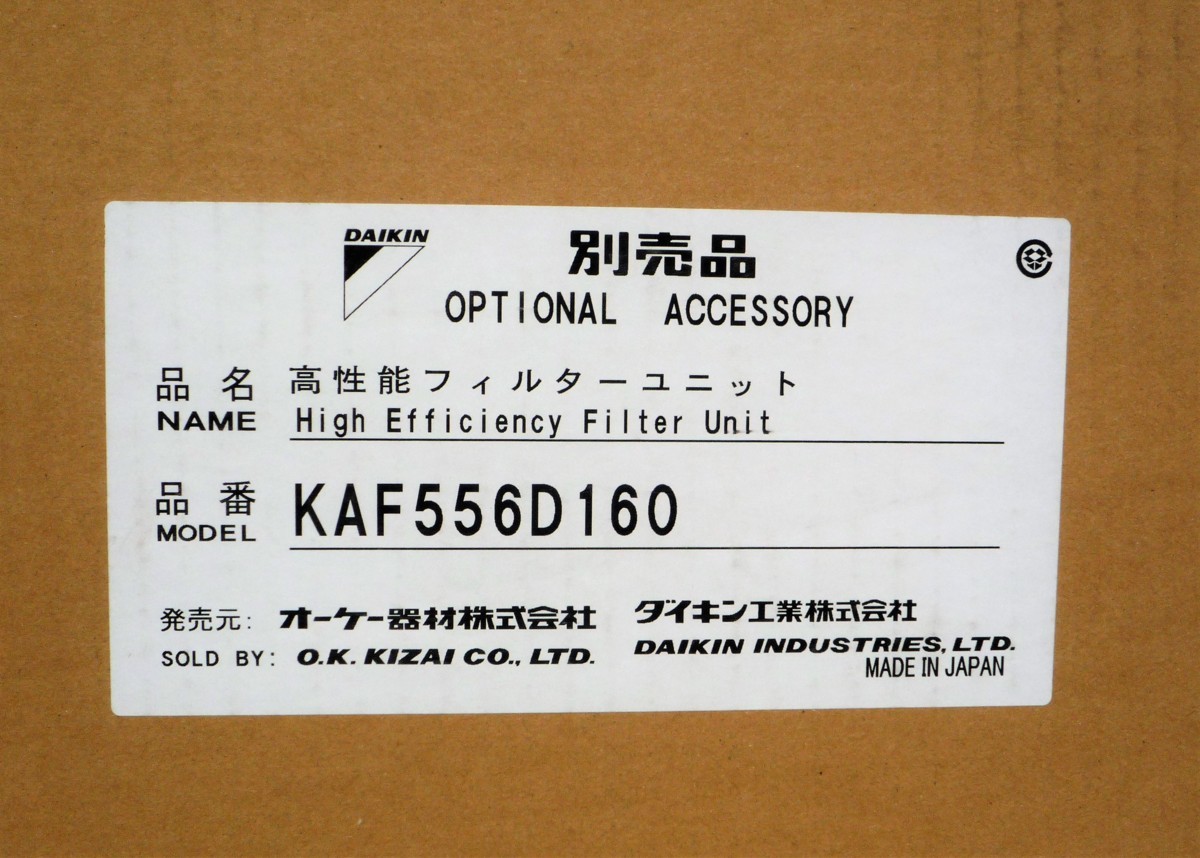 DAIKIN
別売品
OPTIONAL ACCESSORY
品名 高性能フィルターユニット
NAME High Efficiency Filter Unit
品番
MODEL KAF556D160
発売元: オーケー器材株式会社 ダイキン工業株式会社
SOLD BY: O.K. KIZAI CO., LTD. DAIKIN INDUSTRIES, LTD.
MADE IN JAPAN